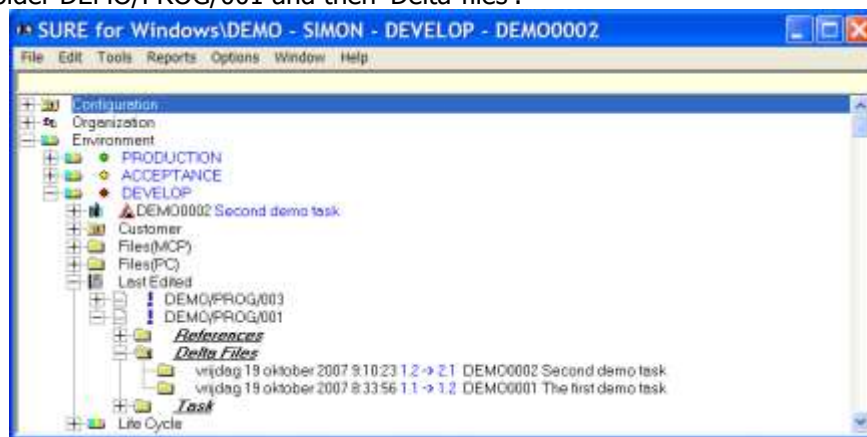 older DEMO/PROG/001 and then 'Delta files'.
SURE for Windows\DEMO - SIMON - DEVELOP - DEMO0002
File Edit Tools Reports Options Window Help
Configuration
Organization
Environment
PRODUCTION
ACCEPTANCE
DEVELOP
DEMO0002 Second demo task
Customer
Files(MCP)
Files(PC)
Last Edited
DEMO/PROG/003
DEMO/PROG/001
References
Delta Files
vrijdag 19 oktober 2007 9:10:23 1.2 -> 2.1 DEMO0002 Second demo task
vrijdag 19 oktober 2007 8:33:56 1.1 -> 1.2 DEMO0001 The first demo task
Task
Life Cycle